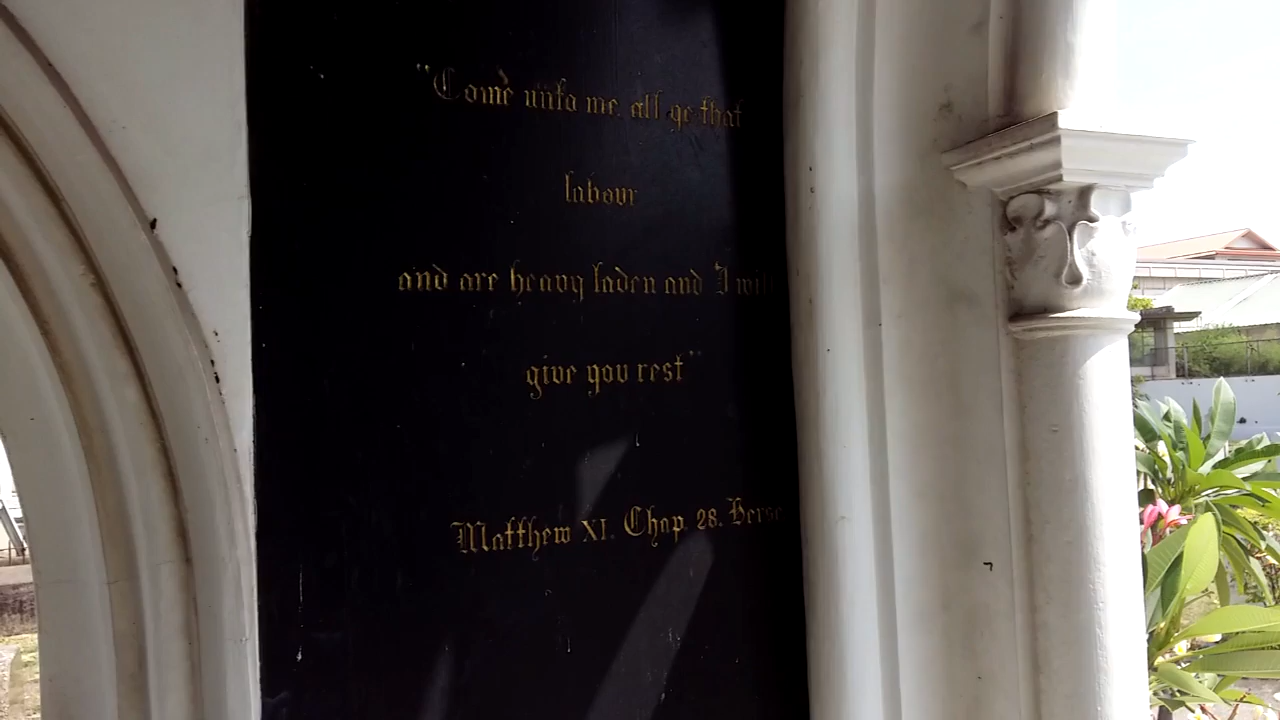 "Come unto me, all ye that
labour
and are heavy laden and I will
give you rest"
Matthew XI. Chap. 28. Verse